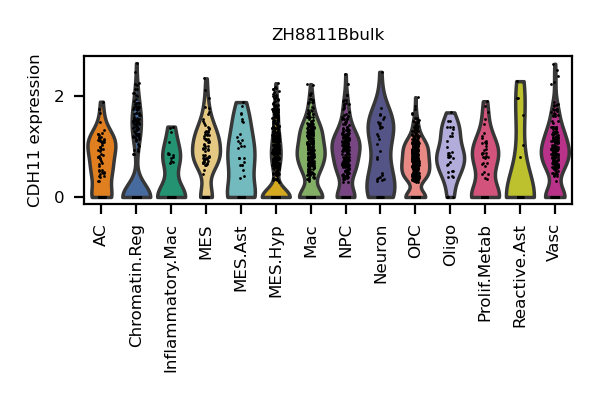 ZH8811Bbulk
CDH11 expression
2
0
AC
Chromatin.Reg
Inflammatory.Mac
MES
MES.Ast
MES.Hyp
Mac
NPC
Neuron
OPC
Oligo
Prolif.Metab
Reactive.Ast
Vasc